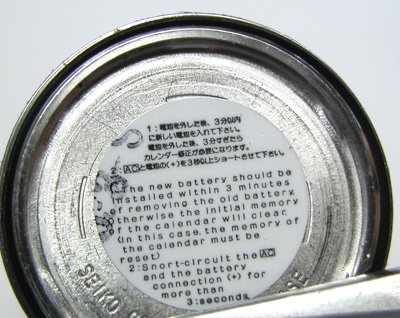 1:電池を外した後、3分以内
に新しい電池を入れて下さい。
電池を外した後、3分すぎたら
カレンダー修正が必要になります。
2:ACと電池の(+)を3秒以上ショートさせて下さい。
1:The new battery should be
installed within 3 minutes
of removing the old battery,
otherwise the initial memory
of the calendar will clear.
(In this case, the memory of
the calendar must be
reset)
2:Snort-circuit the AC
and the battery
connection (+) for
more than
3:seconds.
SEIKO